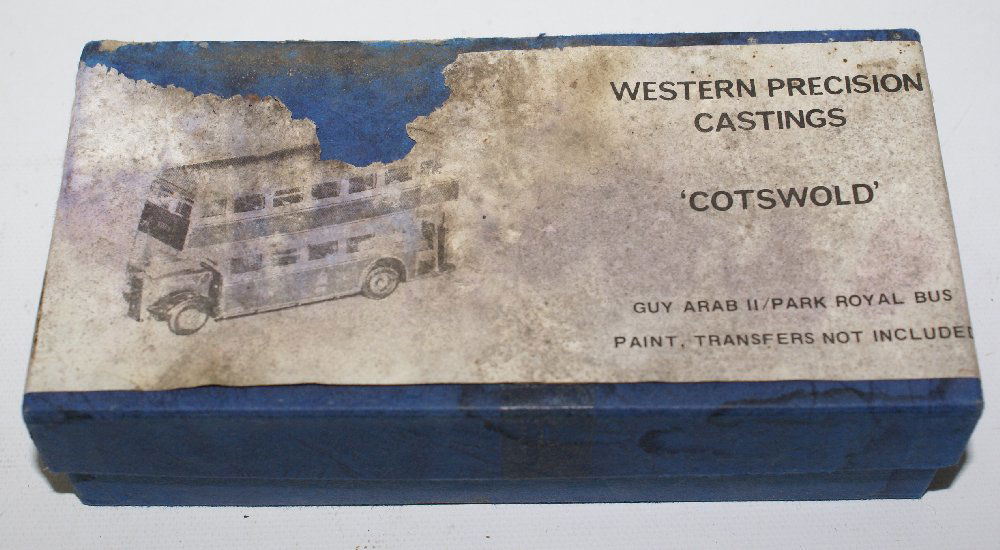 WESTERN PRECISION
CASTINGS
'COTSWOLD'
GUY ARAB II/PARK ROYAL BUS
PAINT, TRANSFERS NOT INCLUDED